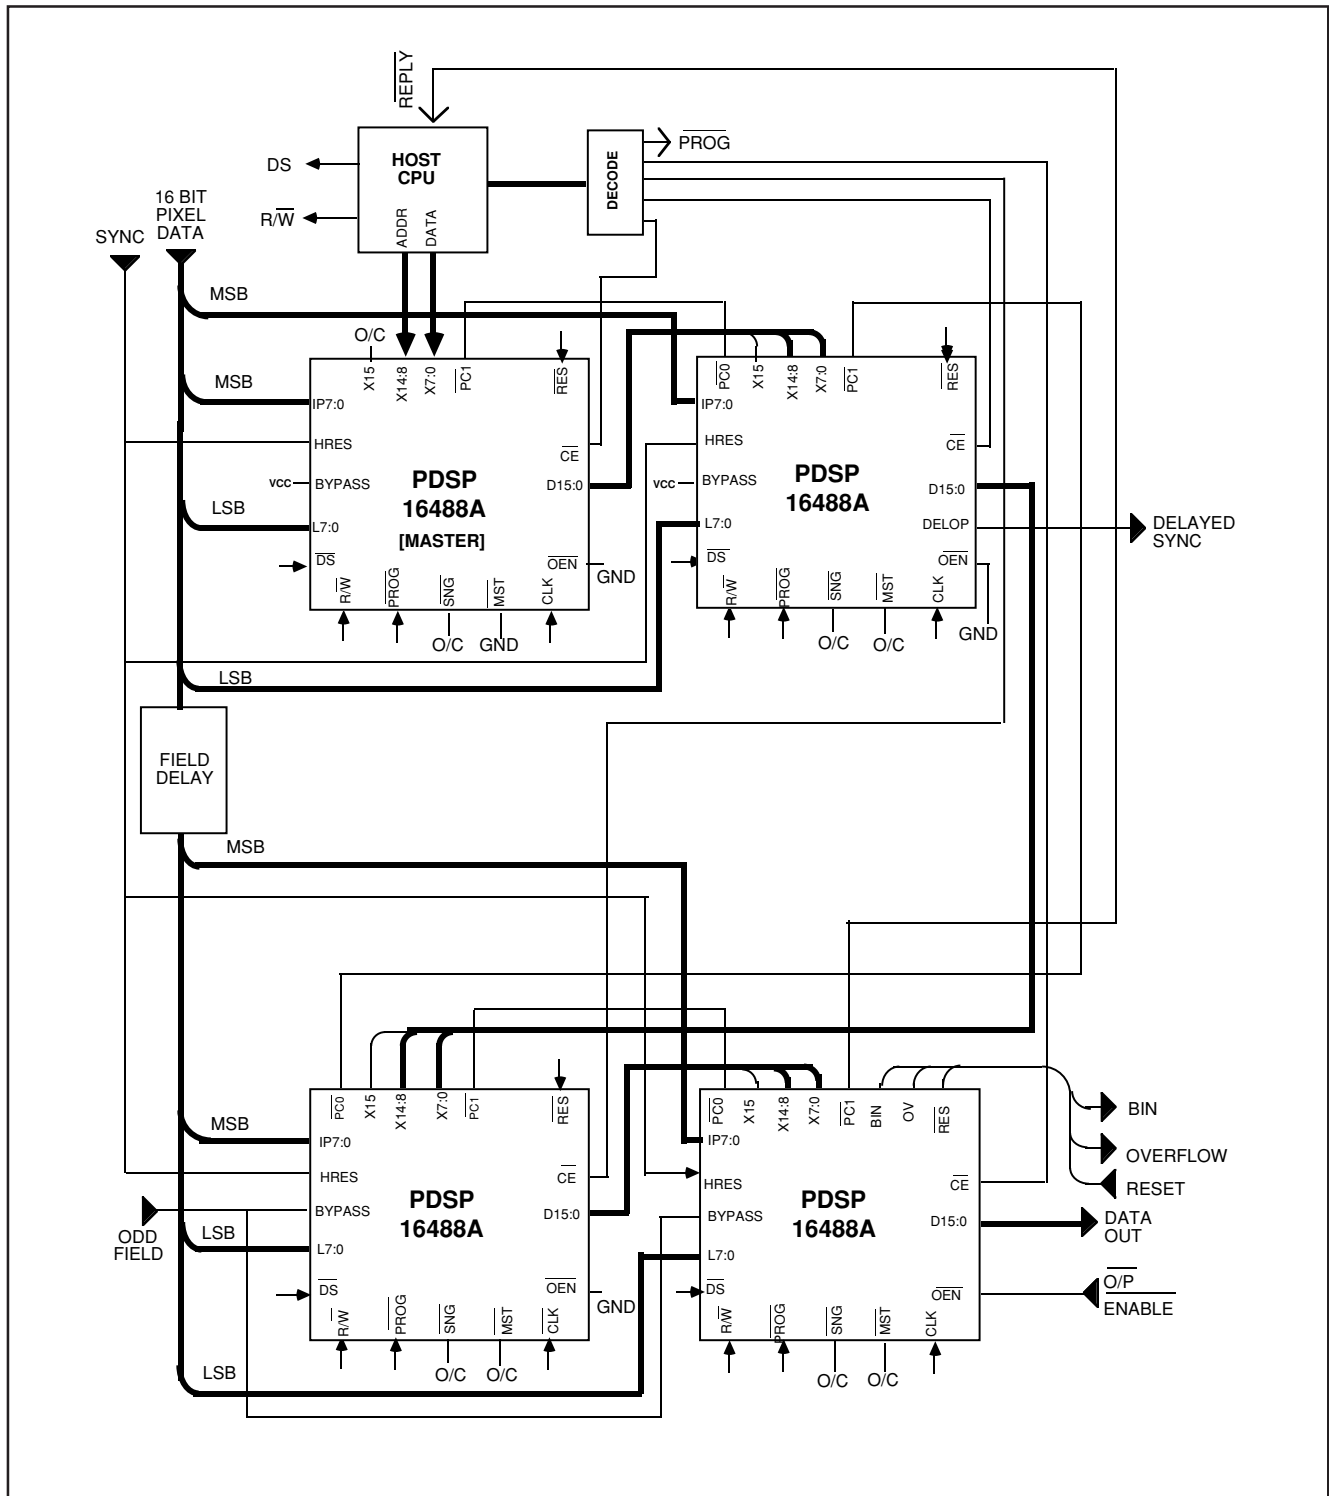 REPLY
HOST
CPU
ADDR
DATA
DS
R/W
DECODE
PROG
16 BIT
PIXEL
DATA
SYNC
MSB
O/C
X15
X14:8
X7:0
PC1
RES
MSB
IP7:0
HRES
CE
VCC
BYPASS
PDSP
16488A
[MASTER]
D15:0
LSB
L7:0
DS
OEN
GND
R/W
PROG
SNG
MST
CLK
O/C
GND
PC0
X15
X14:8
X7:0
PC1
RES
IP7:0
HRES
CE
VCC
BYPASS
PDSP
16488A
D15:0
L7:0
DELOP
DELAYED
SYNC
DS
OEN
R/W
PROG
SNG
MST
CLK
O/C
O/C
GND
LSB
FIELD
DELAY
MSB
PC0
X15
X14:8
X7:0
PC1
RES
MSB
IP7:0
HRES
CE
BYPASS
PDSP
16488A
D15:0
ODD
FIELD
LSB
L7:0
DS
OEN
GND
R/W
PROG
SNG
MST
CLK
O/C
O/C
LSB
PC0
X15
X14:8
X7:0
PC1
BIN
OV
RES
IP7:0
HRES
CE
BYPASS
PDSP
16488A
D15:0
L7:0
DS
OEN
R/W
PROG
SNG
MST
CLK
O/C
O/C
BIN
OVERFLOW
RESET
DATA
OUT
O/P
ENABLE